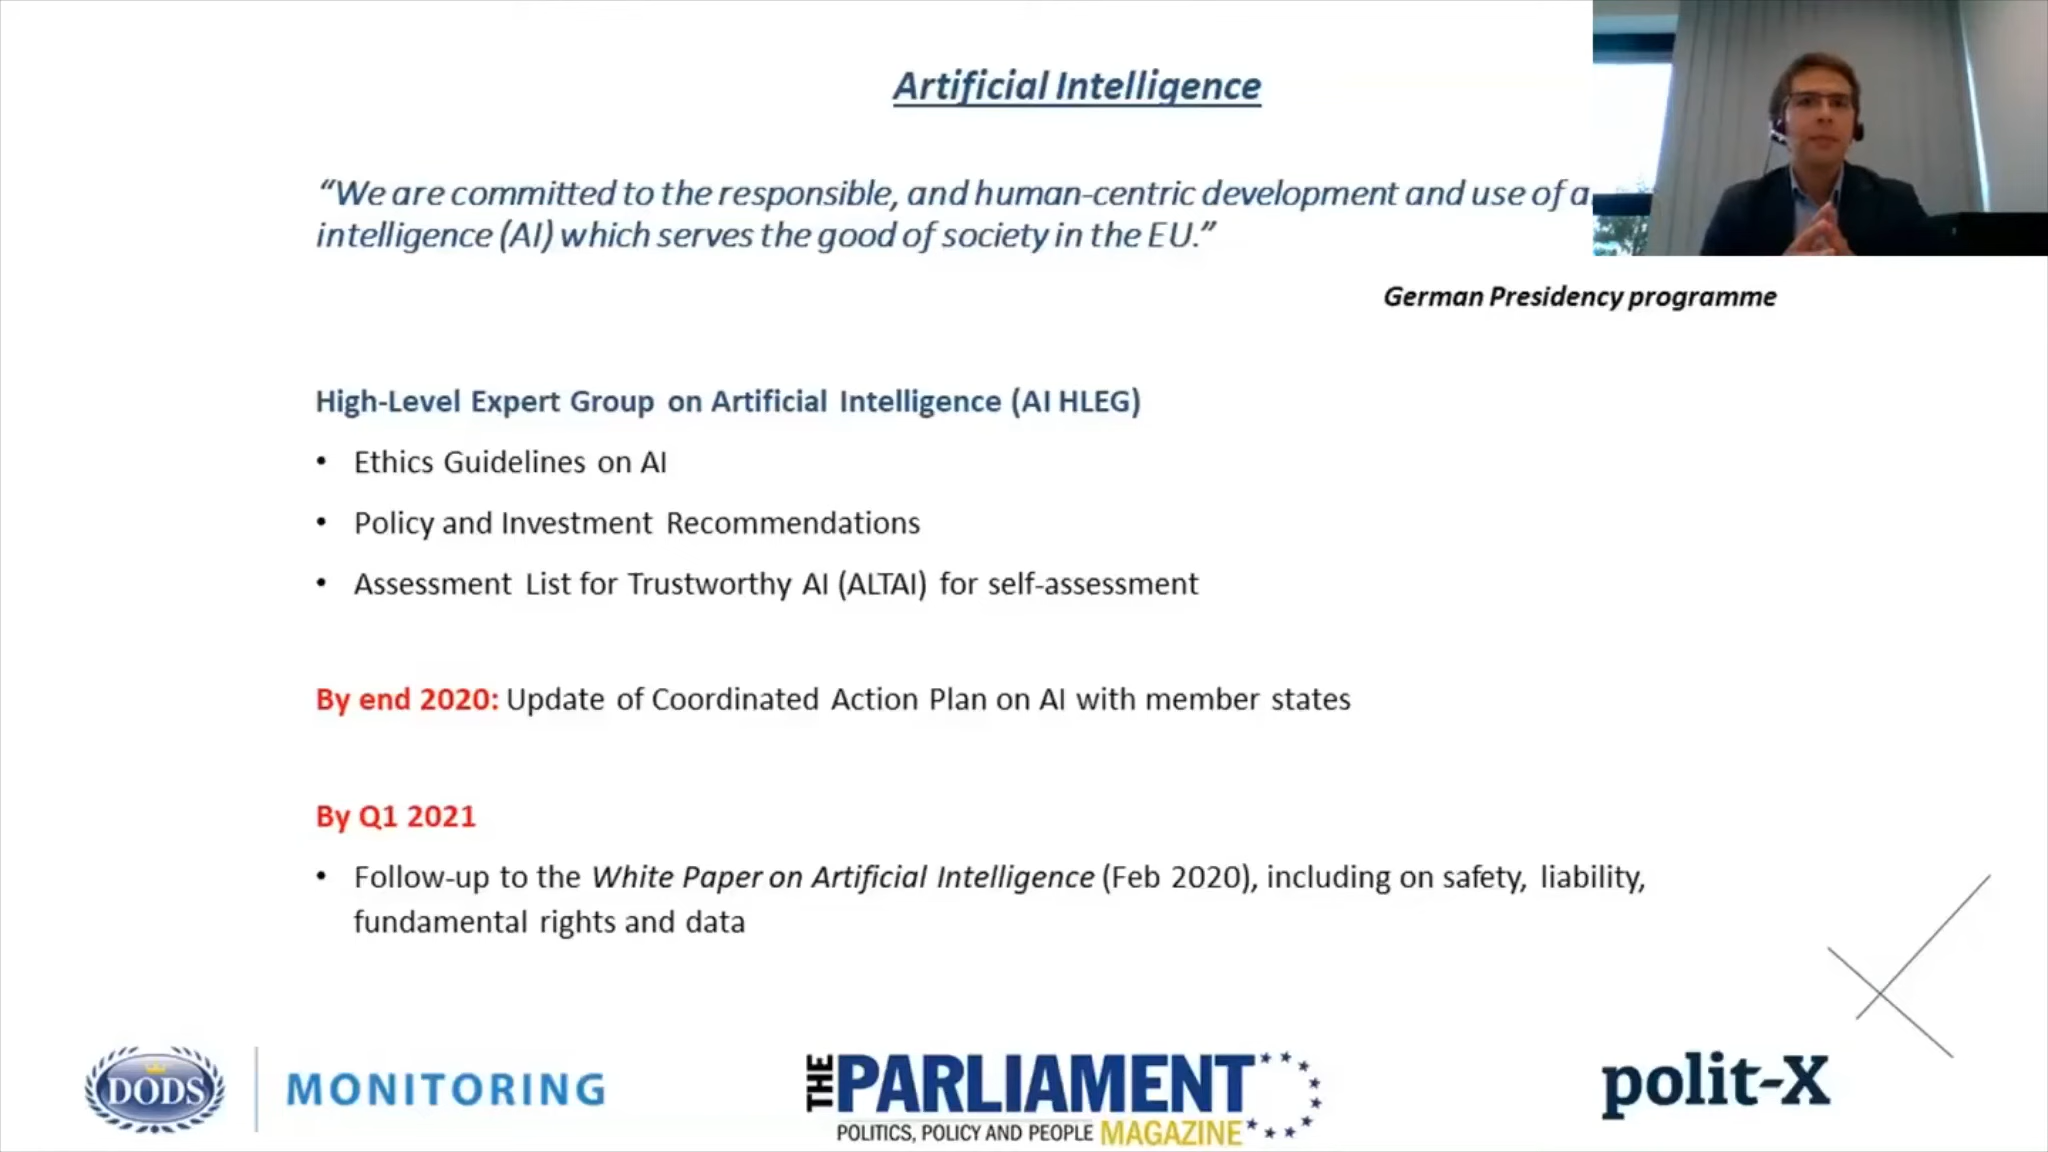 Artificial Intelligence
“We are committed to the responsible, and human-centric development and use of
intelligence (AI) which serves the good of society in the EU.”
German Presidency programme
High-Level Expert Group on Artificial Intelligence (AI HLEG)
• Ethics Guidelines on AI
• Policy and Investment Recommendations
• Assessment List for Trustworthy AI (ALTAI) for self-assessment
By end 2020: Update of Coordinated Action Plan on AI with member states
By Q1 2021
• Follow-up to the White Paper on Artificial Intelligence (Feb 2020), including on safety, liability,
fundamental rights and data
DODS MONITORING
THE PARLIAMENT
POLITICS, POLICY AND PEOPLE MAGAZINE
polit-X